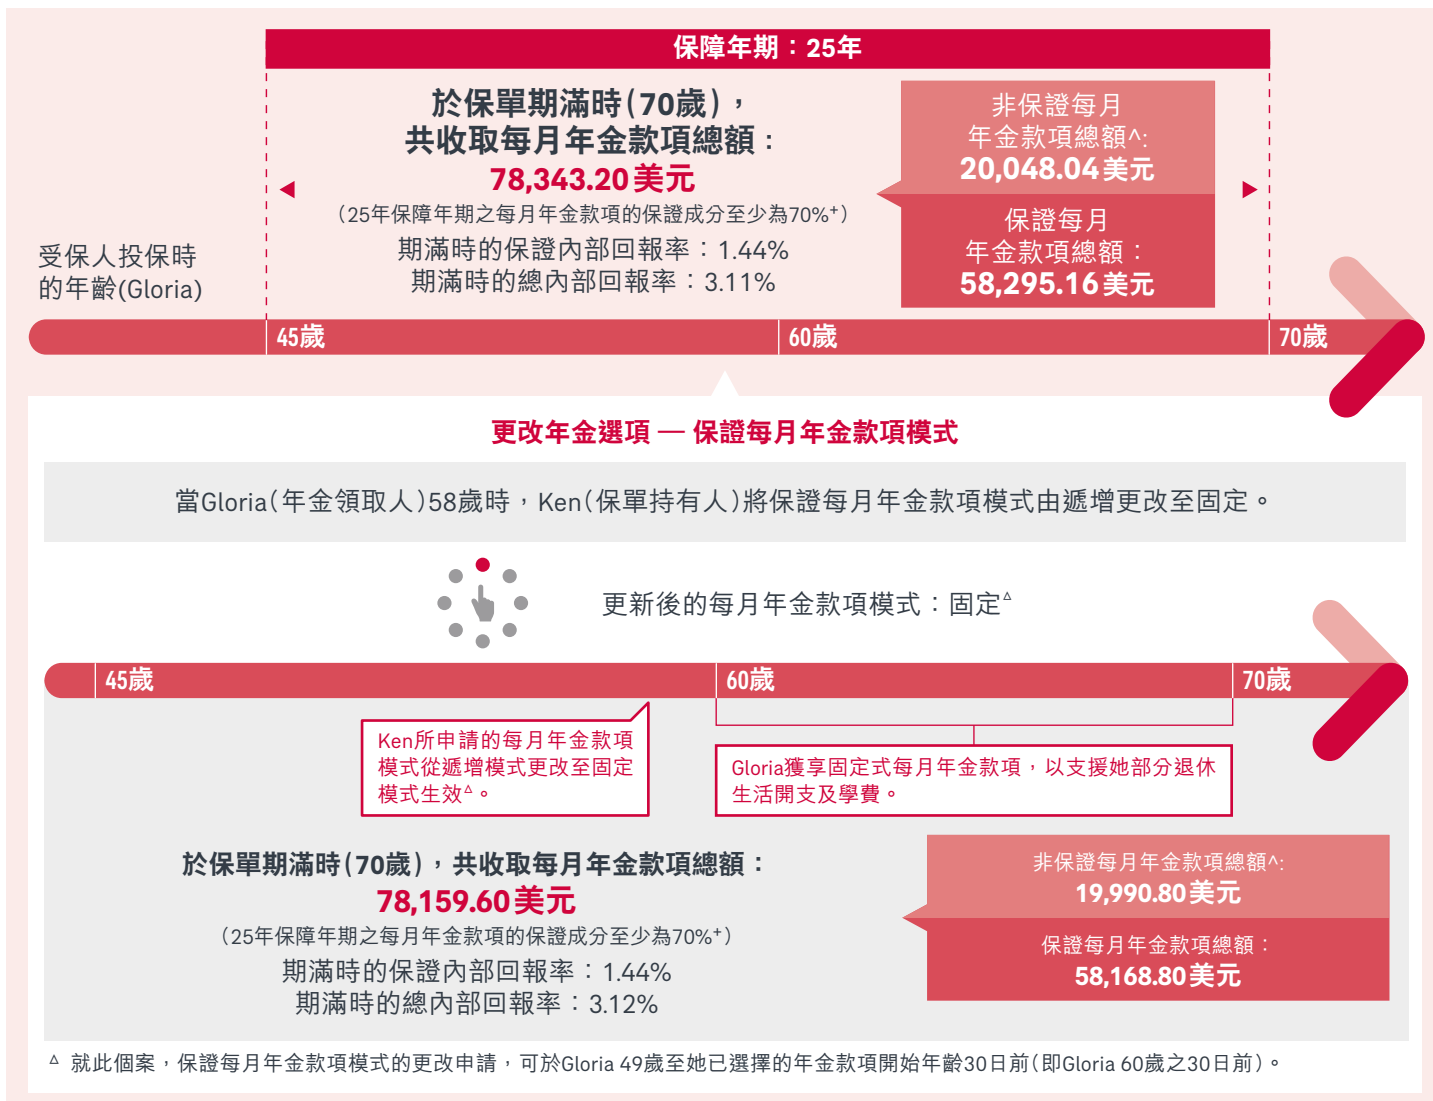 保障年期：25年
於保單期滿時(70歲)，
共收取每月年金款項總額：
78,343.20美元
(25年保障年期之每月年金款項的保證成分至少為70%⁺)
期滿時的保證內部回報率：1.44%
期滿時的總內部回報率：3.11%
非保證每月
年金款項總額^:
20,048.04美元
保證每月
年金款項總額：
58,295.16美元
受保人投保時
的年齡(Gloria)
45歲
60歲
70歲
更改年金選項 — 保證每月年金款項模式
當Gloria(年金領取人)58歲時，Ken(保單持有人)將保證每月年金款項模式由遞增更改至固定。
更新後的每月年金款項模式：固定△
45歲
60歲
70歲
Ken所申請的每月年金款項
模式從遞增模式更改至固定
模式生效△。
Gloria獲享固定式每月年金款項，以支援她部分退休
生活開支及學費。
於保單期滿時(70歲)，共收取每月年金款項總額：
78,159.60美元
(25年保障年期之每月年金款項的保證成分至少為70%⁺)
期滿時的保證內部回報率：1.44%
期滿時的總內部回報率：3.12%
非保證每月年金款項總額^:
19,990.80美元
保證每月年金款項總額：
58,168.80美元
△ 就此個案，保證每月年金款項模式的更改申請，可於Gloria 49歲至她已選擇的年金款項開始年齡30日前(即Gloria 60歲之30日前)。